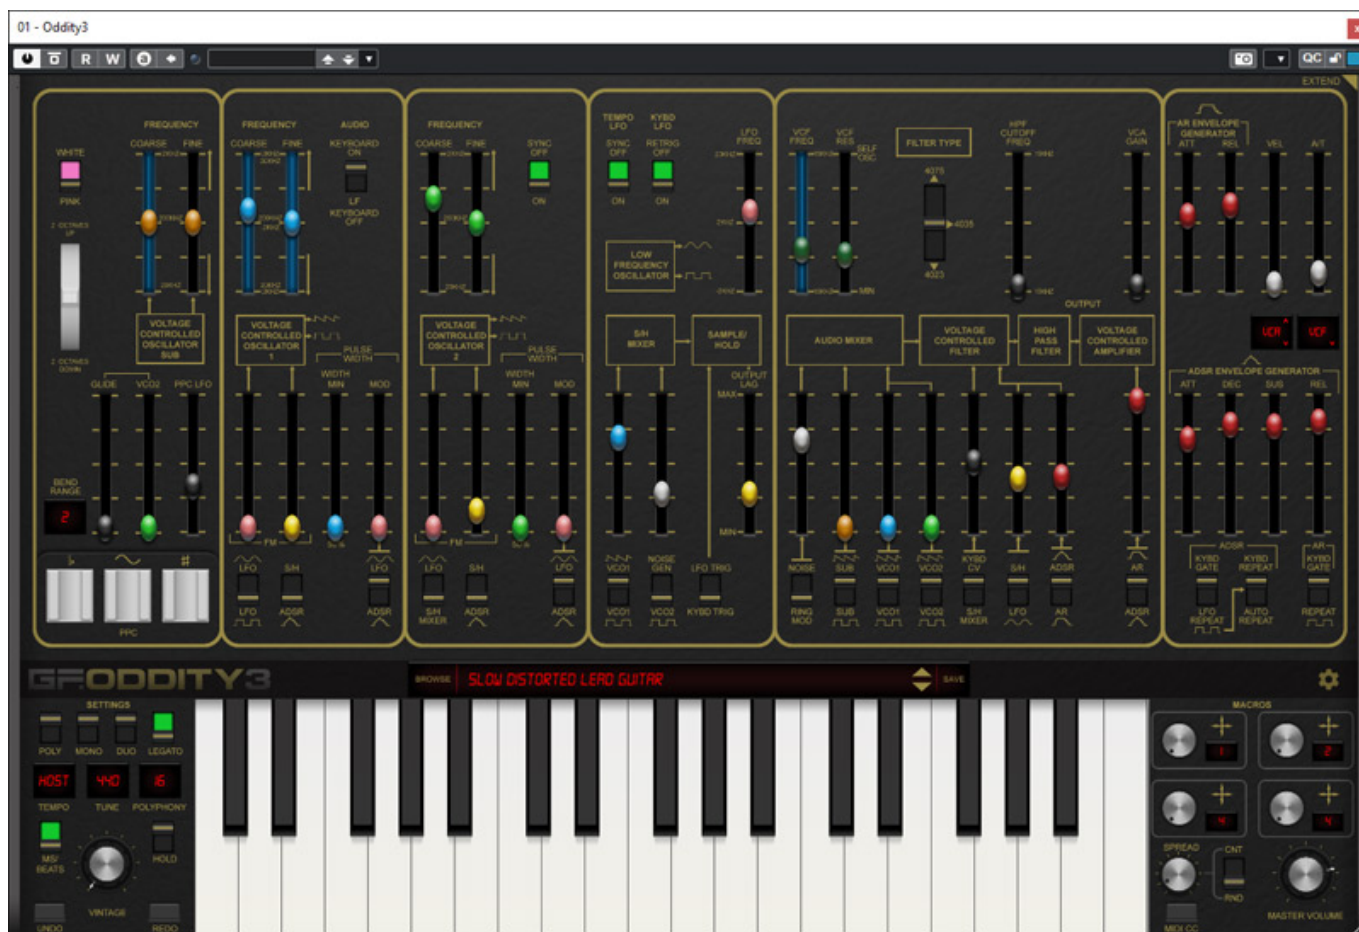 01 - Oddity3
R W
QC
EXTEND
WHITE
PINK
FREQUENCY
COARSE FINE
2 OCTAVES
UP
2 OCTAVES
DOWN
VOLTAGE
CONTROLLED
OSCILLATOR
SUB
GLIDE VCO2 PPC LFO
BEND
RANGE
2
♭ ♯
PPC
FREQUENCY
COARSE FINE
AUDIO
KEYBOARD
ON
LF
KEYBOARD
OFF
VOLTAGE
CONTROLLED
OSCILLATOR
1
PULSE
WIDTH
WIDTH
MIN MOD
FM
LFO S/H LFO
LFO ADSR ADSR
FREQUENCY
COARSE FINE
SYNC
OFF
ON
VOLTAGE
CONTROLLED
OSCILLATOR
2
PULSE
WIDTH
WIDTH
MIN MOD
FM
LFO S/H LFO
S/H
MIXER
ADSR ADSR
TEMPO
LFO
KYBD
LFO
SYNC
OFF
RETRIG
OFF
ON ON
LFO
FREQ
LOW
FREQUENCY
OSCILLATOR
S/H
MIXER
SAMPLE/
HOLD
OUTPUT
LAG
MAX
MIN
VCO1
NOISE
GEN
LFO TRIG
VCO1 VCO2 KYBD TRIG
VCF
FREQ
VCF
RES
SELF
OSC
MIN
FILTER TYPE
4075
4035
4023
HPF
CUTOFF
FREQ
VCA
GAIN
OUTPUT
AUDIO MIXER
VOLTAGE
CONTROLLED
FILTER
HIGH
PASS
FILTER
VOLTAGE
CONTROLLED
AMPLIFIER
NOISE SUB VCO1 VCO2 KYBD
CV
S/H ADSR AR
RING
MOD
SUB VCO1 VCO2 S/H
MIXER
LFO AR ADSR
AR ENVELOPE
GENERATOR
ATT REL VEL A/T
VCA VCF
ADSR ENVELOPE GENERATOR
ATT DEC SUS REL
ADSR
KYBD
GATE
KYBD
REPEAT
AR
KYBD
GATE
LFO
REPEAT
AUTO
REPEAT
REPEAT
GF.ODDITY3
BROWSE SLOW DISTORTED LEAD GUITAR SAVE
SETTINGS
POLY MONO DUO LEGATO
HOST 440 16
TEMPO TUNE POLYPHONY
MS/
BEATS
HOLD
VINTAGE
UNDO REDO
MACROS
1 2
4 4
SPREAD
CNT
RND
MIDI CC
MASTER VOLUME